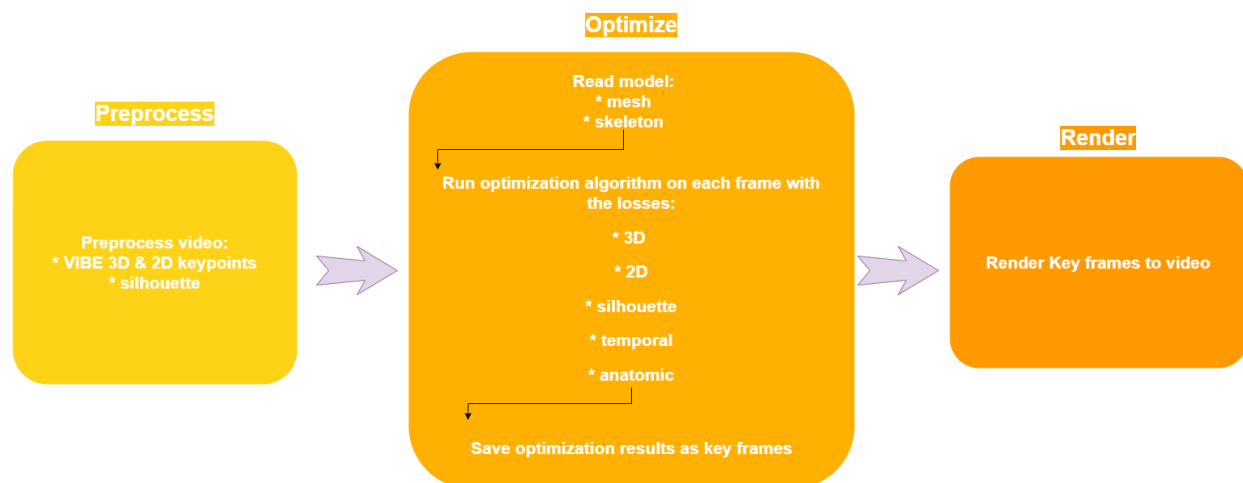 Preprocess
Preprocess video:
* VIBE 3D & 2D keypoints
* silhouette
Optimize
Read model:
* mesh
* skeleton
Run optimization algorithm on each frame with
the losses:
* 3D
* 2D
* silhouette
* temporal
* anatomic
Save optimization results as key frames
Render
Render Key frames to video